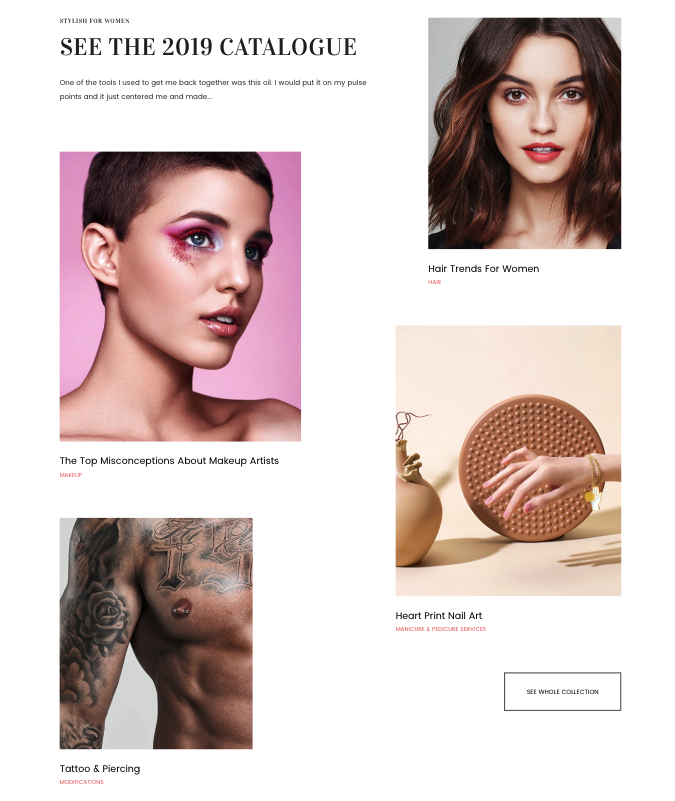 STYLISH FOR WOMEN
SEE THE 2019 CATALOGUE
One of the tools I used to get me back together was this oil. I would put it on my pulse
points and it just centered me and made...
Hair Trends For Women
HAIR
The Top Misconceptions About Makeup Artists
MAKEUP
Heart Print Nail Art
MANICURE & PEDICURE SERVICES
SEE WHOLE COLLECTION
Tattoo & Piercing
MODIFICATIONS